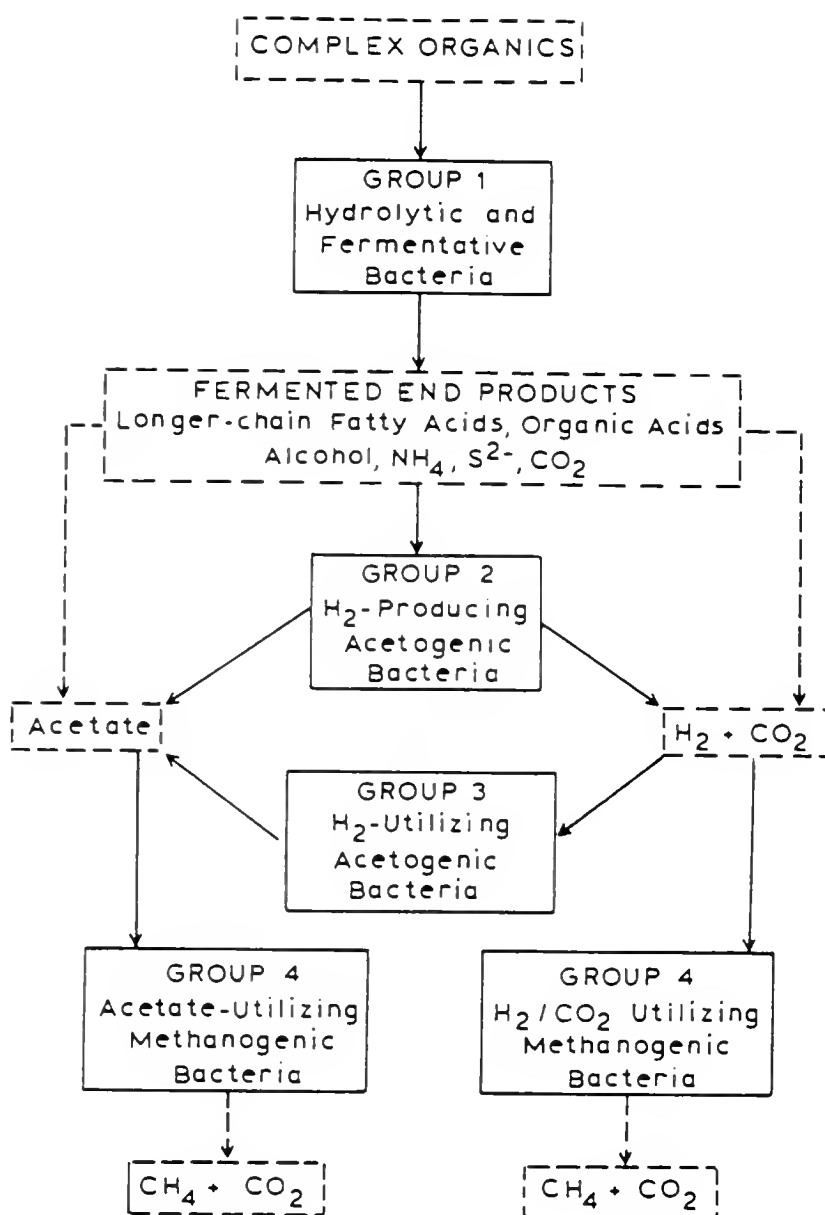 COMPLEX ORGANICS
GROUP 1
Hydrolytic and
Fermentative
Bacteria
FERMENTED END PRODUCTS
Longer-chain Fatty Acids, Organic Acids
Alcohol, NH₄, S²⁻, CO₂
GROUP 2
H₂-Producing
Acetogenic
Bacteria
Acetate
H₂ + CO₂
GROUP 3
H₂-Utilizing
Acetogenic
Bacteria
GROUP 4
Acetate-Utilizing
Methanogenic
Bacteria
GROUP 4
H₂/CO₂ Utilizing
Methanogenic
Bacteria
CH₄ + CO₂
CH₄ + CO₂